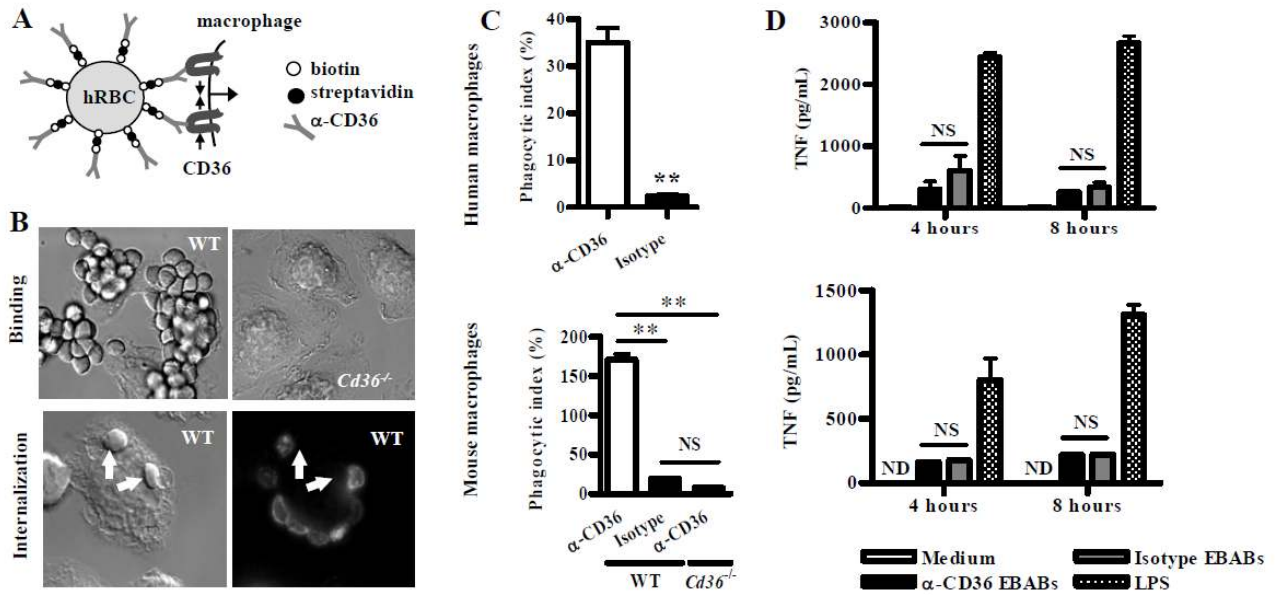 A
macrophage
hRBC
biotin
streptavidin
α-CD36
CD36
B
Binding
WT
Cd36-/-
Internalization
WT
WT
C
Human macrophages
Phagocytic index (%)
40
30
20
10
0
**
α-CD36
Isotype
Mouse macrophages
Phagocytic index (%)
200
150
100
50
0
**
**
NS
α-CD36
Isotype
α-CD36
WT
Cd36-/-
D
TNF (pg/mL)
3000
2000
1000
0
NS
NS
4 hours
8 hours
TNF (pg/mL)
1500
1000
500
0
ND
NS
ND
NS
4 hours
8 hours
Medium
Isotype EBABs
α-CD36 EBABs
LPS